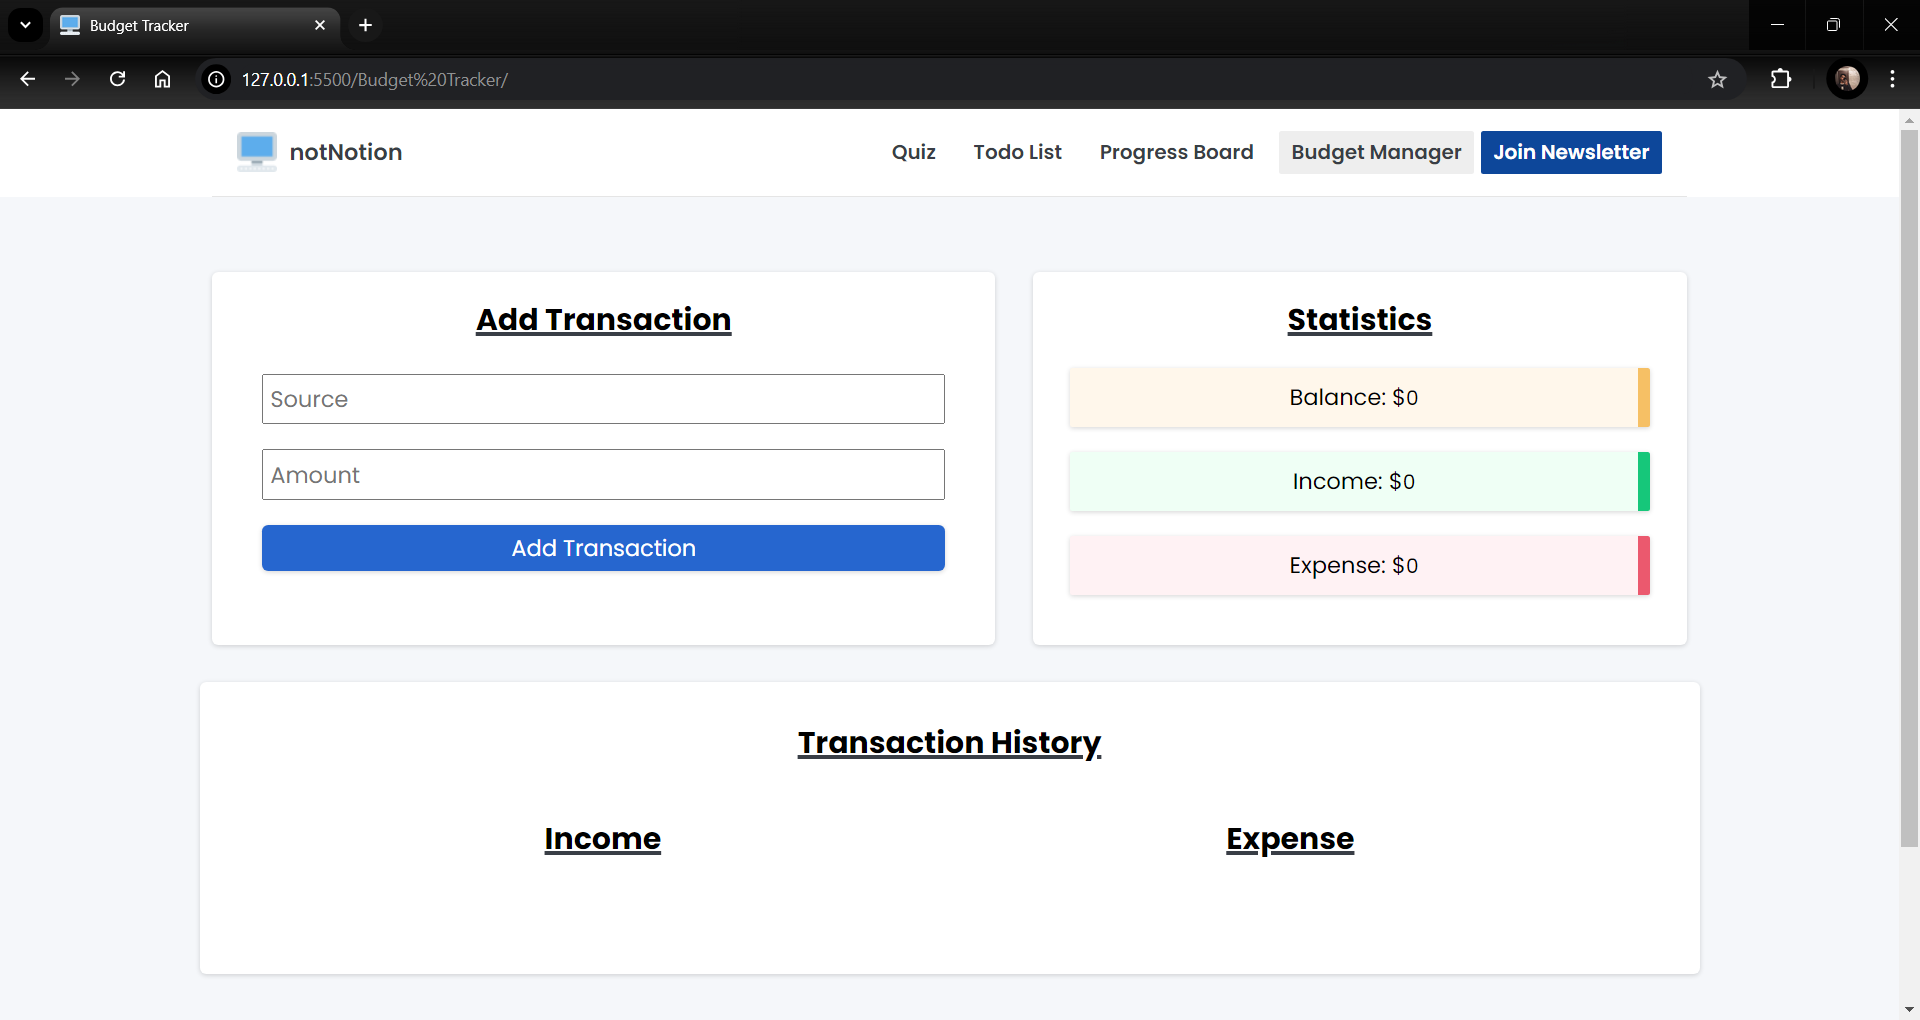 Budget Tracker
127.0.0.1:5500/Budget%20Tracker/
notNotion
Quiz
Todo List
Progress Board
Budget Manager
Join Newsletter
Add Transaction
Source
Amount
Add Transaction
Statistics
Balance: $0
Income: $0
Expense: $0
Transaction History
Income
Expense